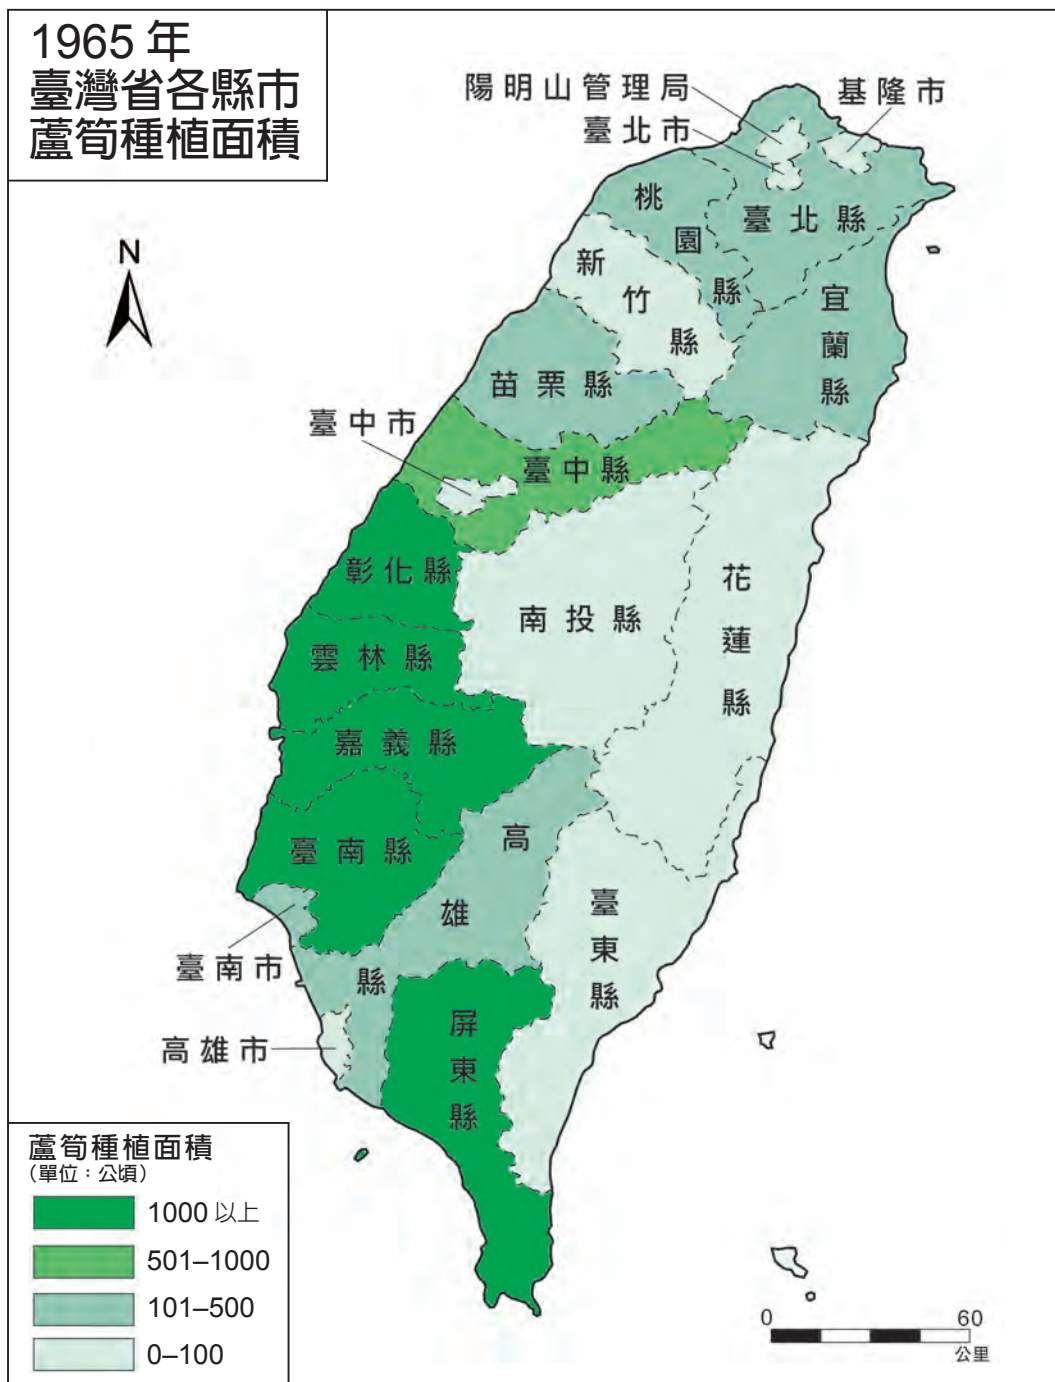 1965 年
臺灣省各縣市
蘆筍種植面積
陽明山管理局
基隆市
臺北市
桃園縣
臺北縣
新竹縣
宜蘭縣
N
苗栗縣
臺中市
臺中縣
彰化縣
南投縣
花蓮縣
雲林縣
嘉義縣
臺南縣
高雄縣
臺東縣
臺南市
屏東縣
高雄市
蘆筍種植面積
(單位：公頃)
1000 以上
501–1000
101–500
0–100
0 60
公里